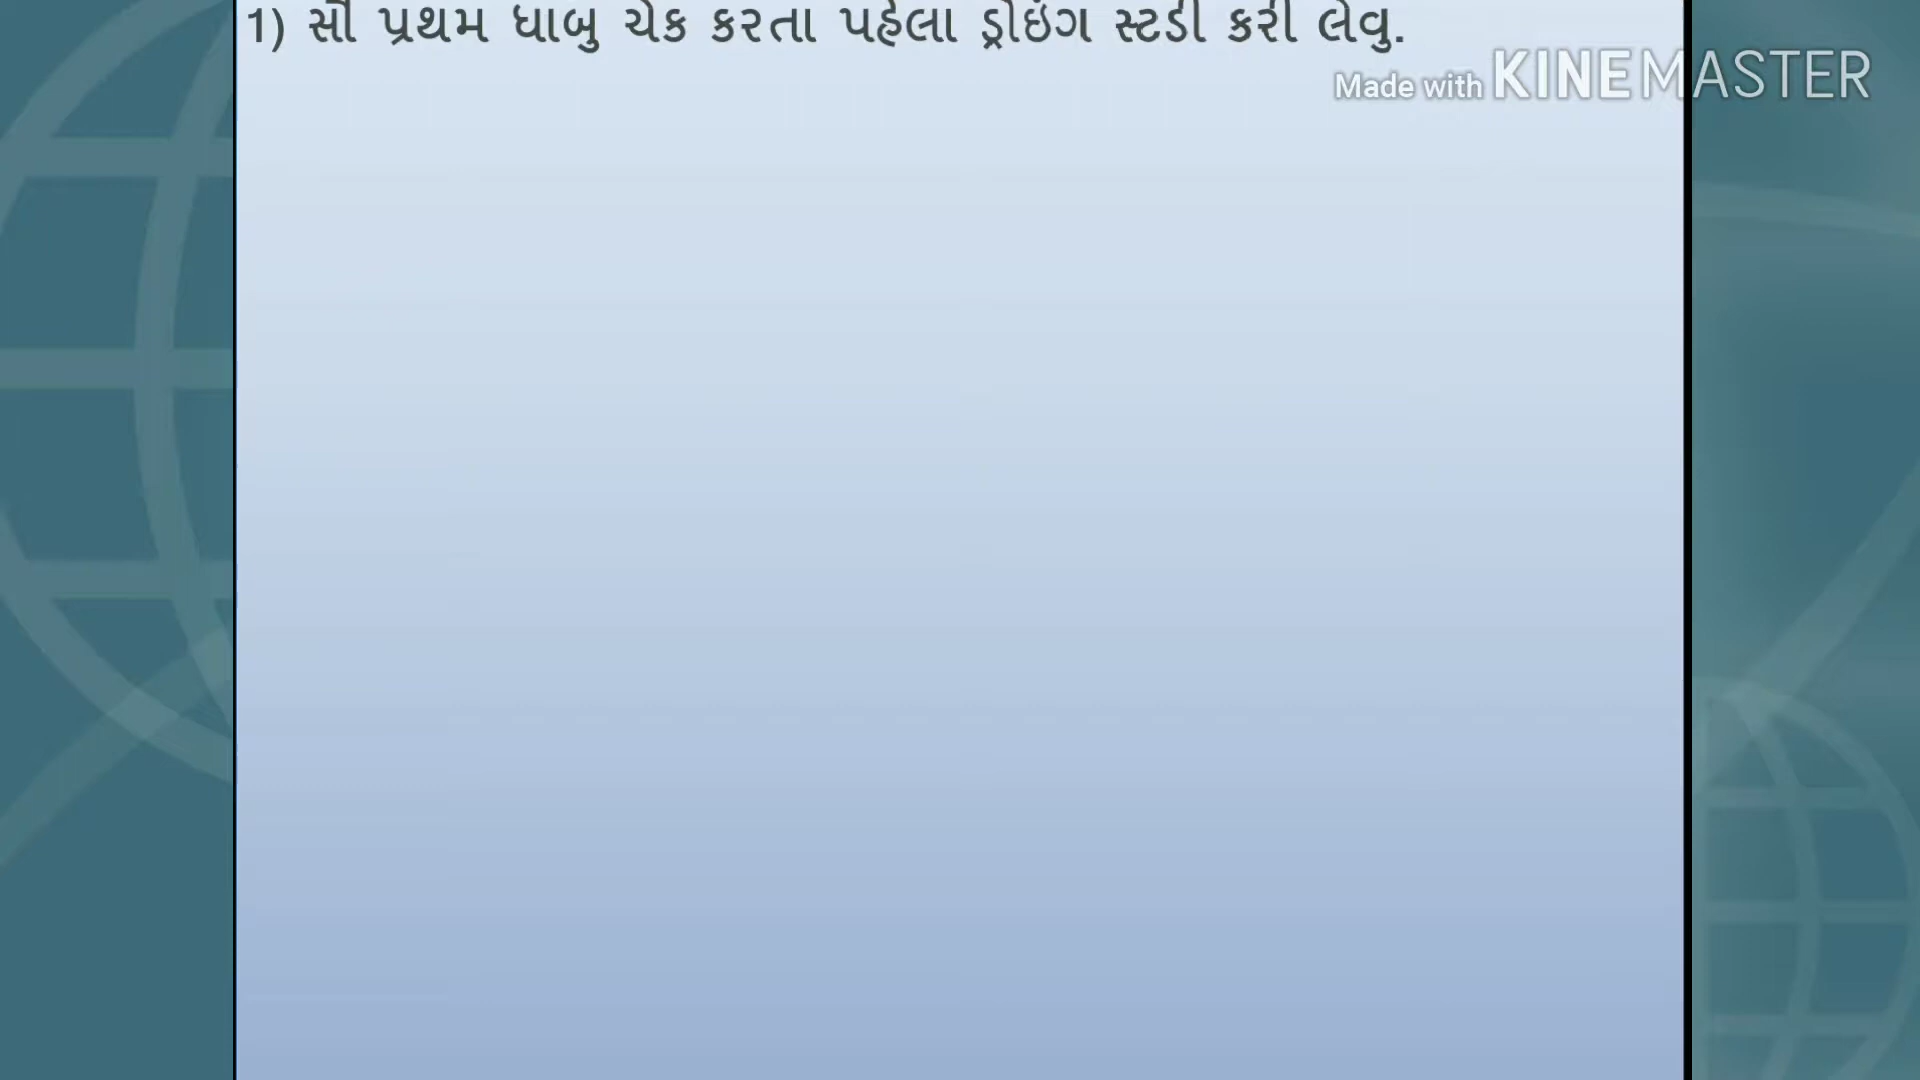 1) સૌ પ્રથમ ધાબુ ચેક કરતા પહેલા ડ્રોઇંગ સ્ટડી કરી લેવુ.
Made with KINEMASTER